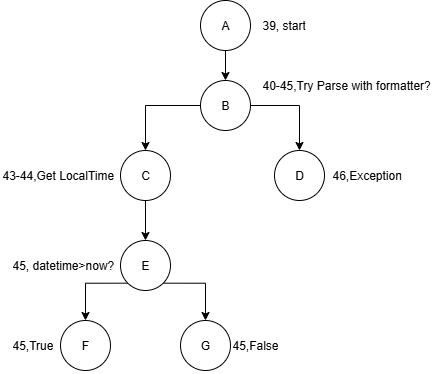 A 39, start
40-45,Try Parse with formatter?
B
43-44,Get LocalTime C
D 46,Exception
45, datetime>now? E
45,True F
G 45,False